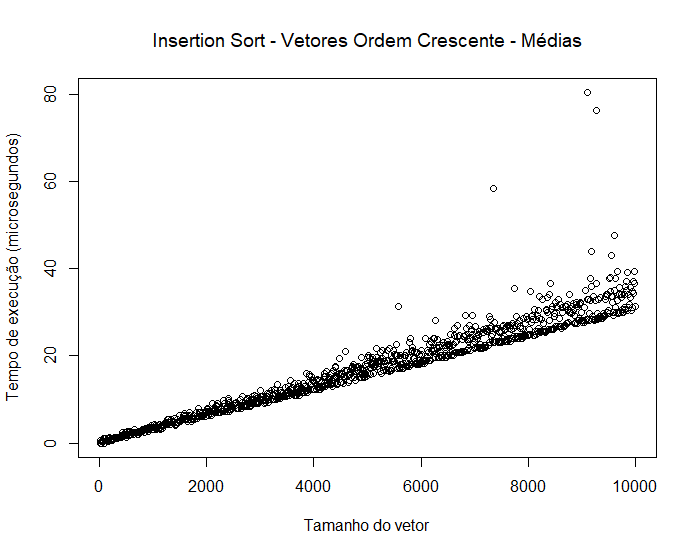 Insertion Sort - Vetores Ordem Crescente - Médias
Tempo de execução (microsegundos)
80
60
40
20
0
0 2000 4000 6000 8000 10000
Tamanho do vetor